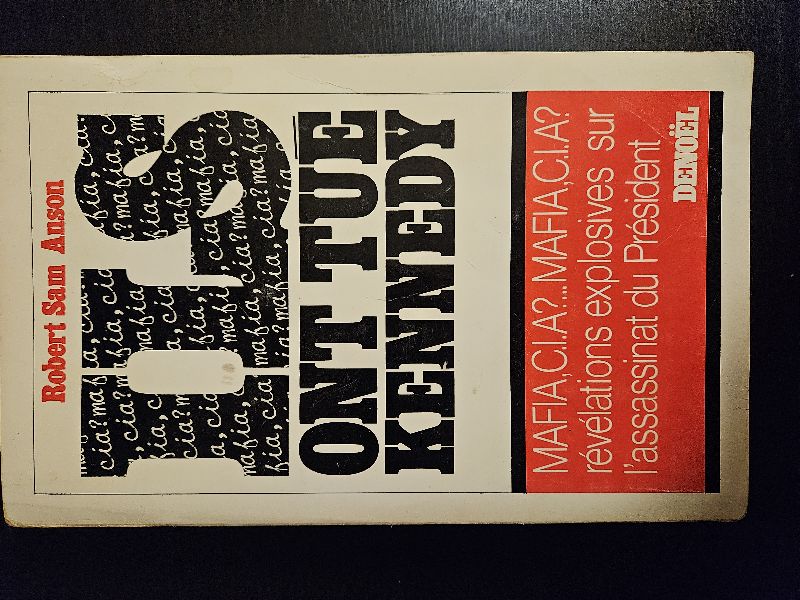 Robert Sam Anson
ILS
ONT TUÉ
KENNEDY
MAFIA,C.I.A?...MAFIA,C.I.A?
révélations explosives sur
l'assassinat du Président
DENOËL